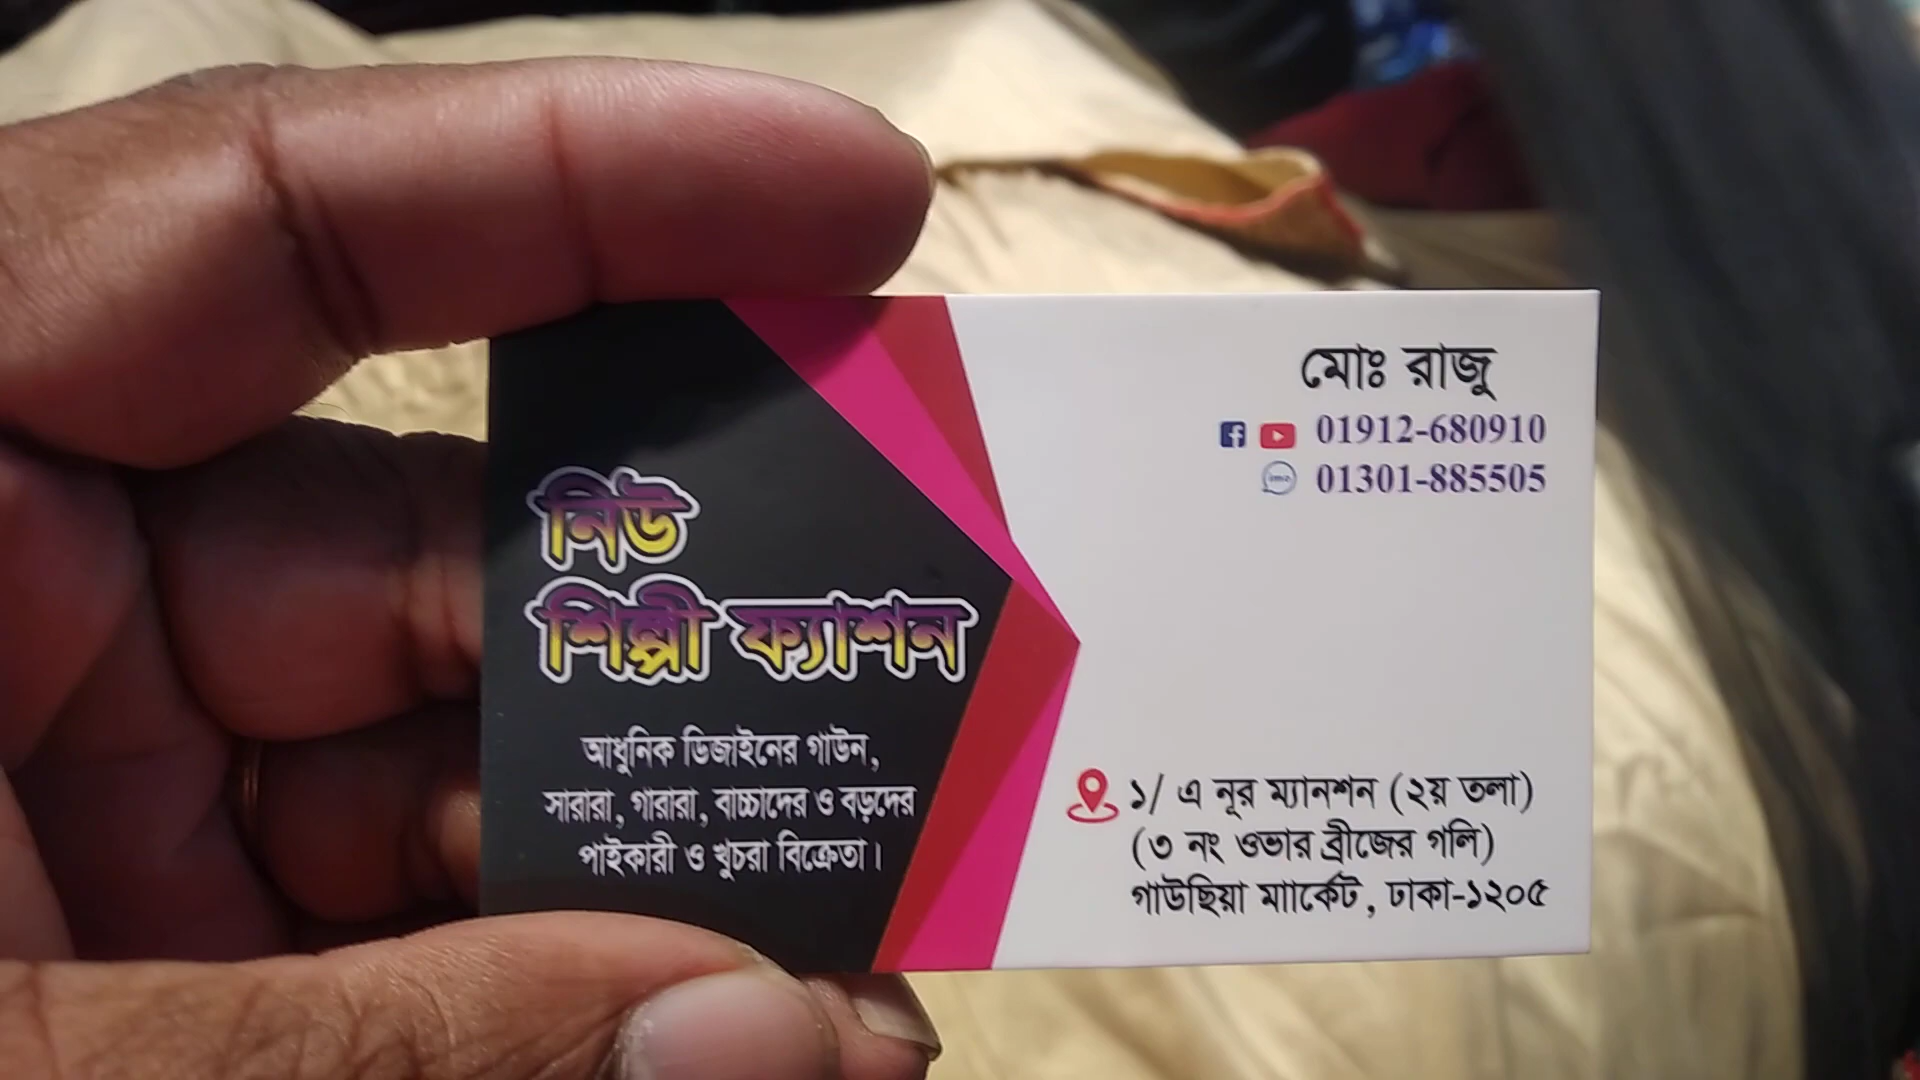 নিউ
শিল্পী ফ্যাশন
আধুনিক ডিজাইনের গাউন,
সারারা, গারারা, বাচ্চাদের ও বড়দের
পাইকারী ও খুচরা বিক্রেতা।
মোঃ রাজু
01912-680910
imo 01301-885505
১/ এ নূর ম্যানশন (২য় তলা)
(৩ নং ওভার ব্রীজের গলি)
গাউছিয়া মাার্কেট, ঢাকা-১২০৫